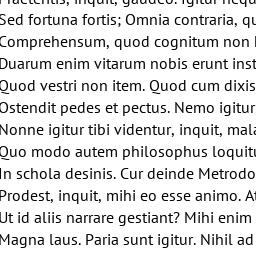 Praeterius, inquit, gaudeo. Igitur nequ
Sed fortuna fortis; Omnia contraria, qu
Comprehensum, quod cognitum non
Duarum enim vitarum nobis erunt inst
Quod vestri non item. Quod cum dixis
Ostendit pedes et pectus. Nemo igitur
Nonne igitur tibi videntur, inquit, mala
Quo modo autem philosophus loquitu
In schola desinis. Cur deinde Metrodo
Prodest, inquit, mihi eo esse animo. At
Ut id aliis narrare gestiant? Mihi enim
Magna laus. Paria sunt igitur. Nihil ad